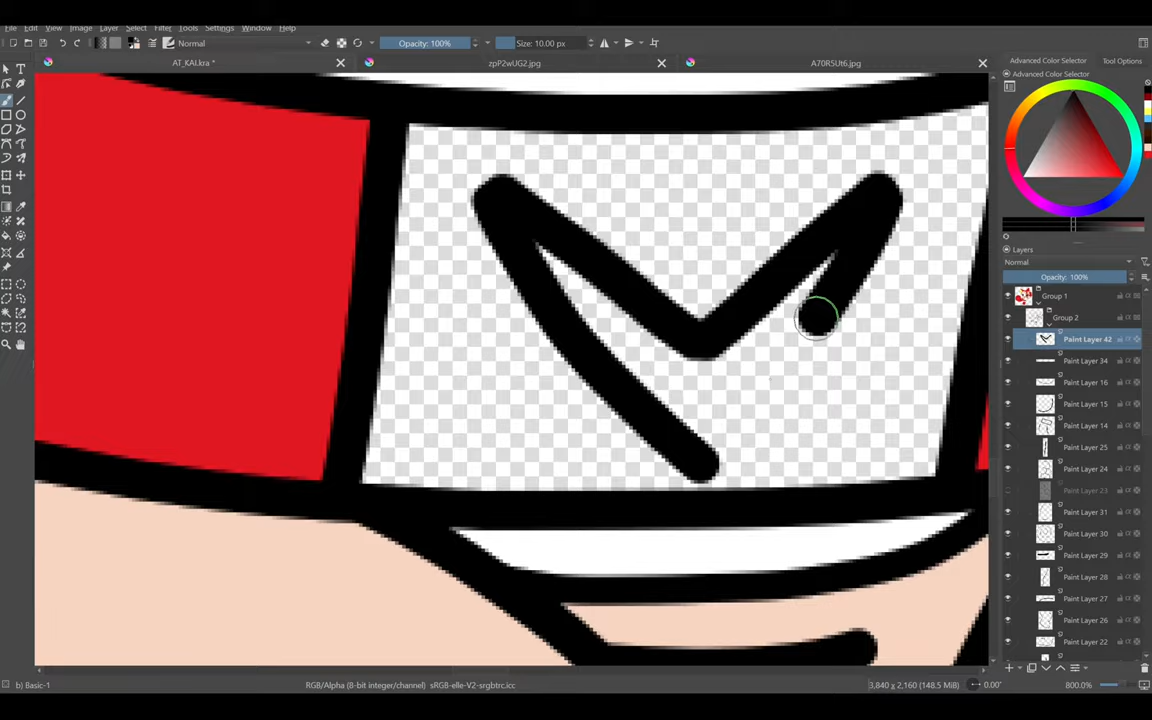 File Edit View Image Layer Select Filter Tools Settings Window Help
Normal Opacity: 100% Size: 10.00 px
AT_KAI.kra * zpP2wUG2.jpg A70R5Ut6.jpg
Advanced Color Selector Tool Options
Advanced Color Selector
Layers
Normal
Opacity: 100%
Group 1
Group 2
Paint Layer 42
Paint Layer 34
Paint Layer 16
Paint Layer 15
Paint Layer 14
Paint Layer 25
Paint Layer 24
Paint Layer 23
Paint Layer 31
Paint Layer 30
Paint Layer 29
Paint Layer 28
Paint Layer 27
Paint Layer 26
Paint Layer 22
b) Basic-1 RGB/Alpha (8-bit integer/channel) sRGB-elle-V2-srgbtrc.icc 3,840 x 2,160 (148.5 MiB) 0.00° 800.0%